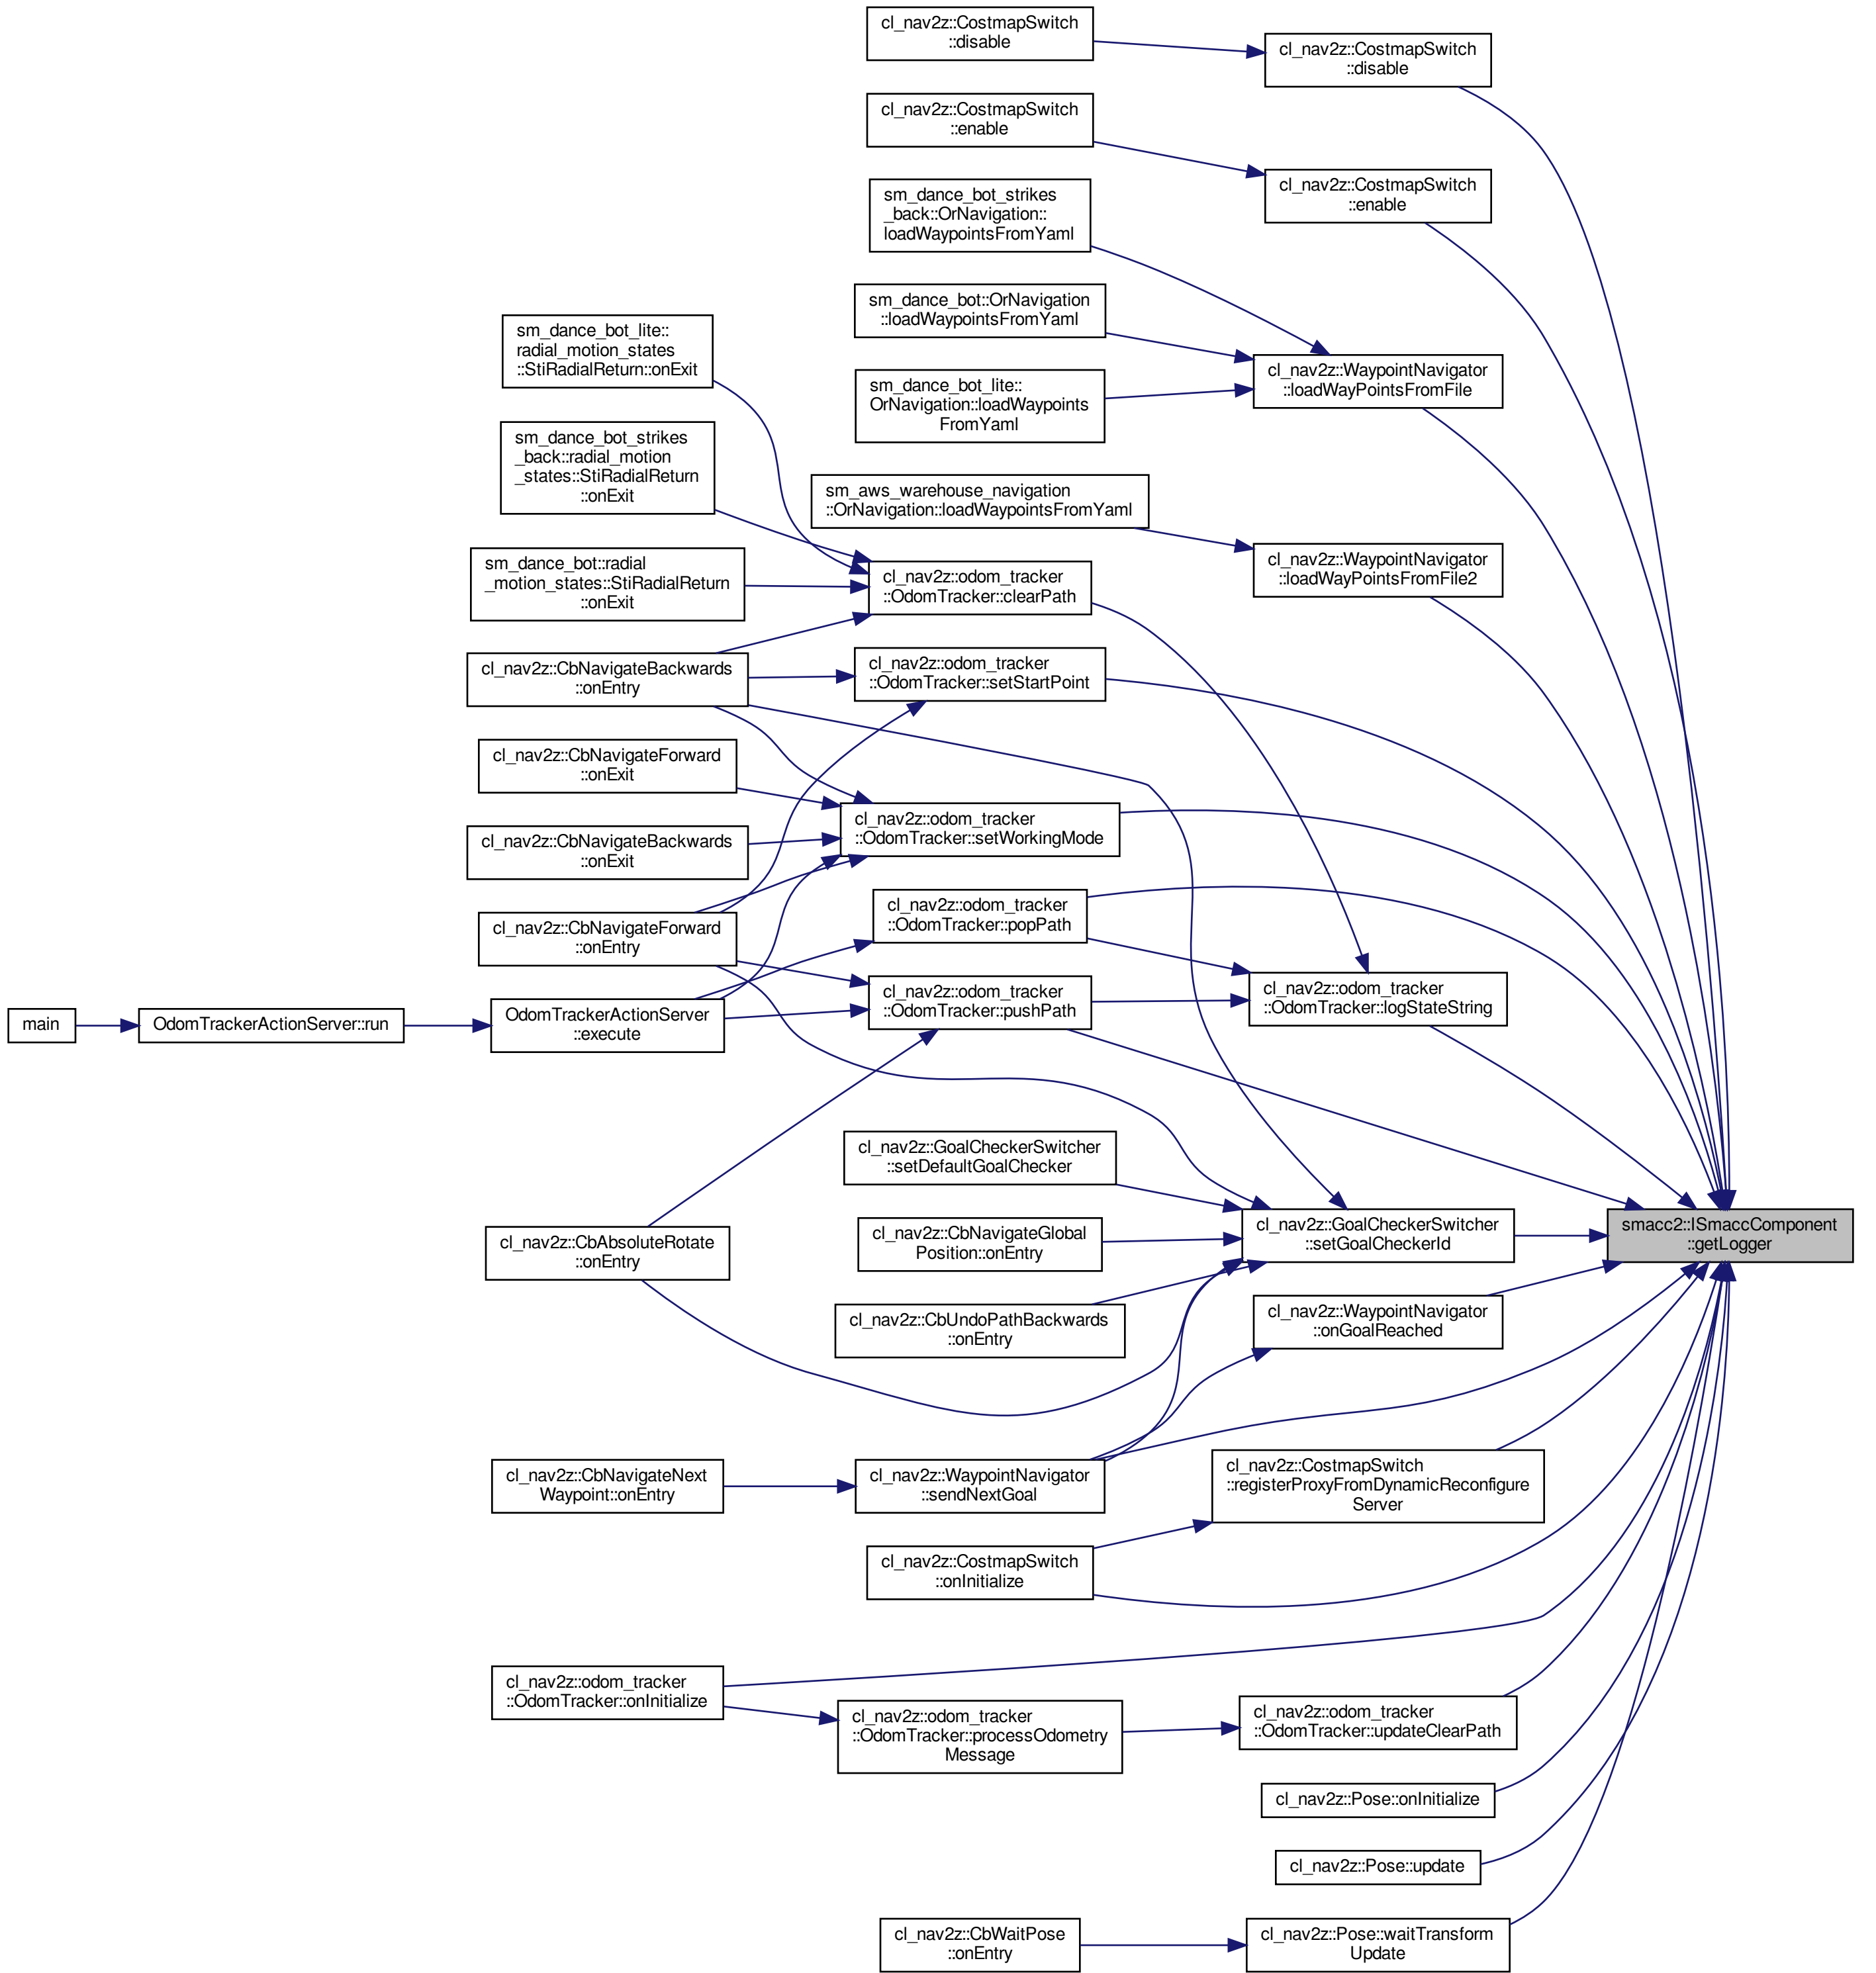 cl_nav2z::CostmapSwitch
::disable
cl_nav2z::CostmapSwitch
::disable
cl_nav2z::CostmapSwitch
::enable
cl_nav2z::CostmapSwitch
::enable
sm_dance_bot_strikes
_back::OrNavigation::
loadWaypointsFromYaml
sm_dance_bot::OrNavigation
::loadWaypointsFromYaml
sm_dance_bot_lite::
radial_motion_states
::StiRadialReturn::onExit
cl_nav2z::WaypointNavigator
::loadWayPointsFromFile
sm_dance_bot_lite::
OrNavigation::loadWaypoints
FromYaml
sm_dance_bot_strikes
_back::radial_motion
_states::StiRadialReturn
::onExit
sm_aws_warehouse_navigation
::OrNavigation::loadWaypointsFromYaml
cl_nav2z::WaypointNavigator
::loadWayPointsFromFile2
sm_dance_bot::radial
_motion_states::StiRadialReturn
::onExit
cl_nav2z::odom_tracker
::OdomTracker::clearPath
cl_nav2z::CbNavigateBackwards
::onEntry
cl_nav2z::odom_tracker
::OdomTracker::setStartPoint
cl_nav2z::CbNavigateForward
::onExit
cl_nav2z::odom_tracker
::OdomTracker::setWorkingMode
cl_nav2z::CbNavigateBackwards
::onExit
cl_nav2z::odom_tracker
::OdomTracker::popPath
cl_nav2z::CbNavigateForward
::onEntry
cl_nav2z::odom_tracker
::OdomTracker::pushPath
cl_nav2z::odom_tracker
::OdomTracker::logStateString
main
OdomTrackerActionServer::run
OdomTrackerActionServer
::execute
cl_nav2z::GoalCheckerSwitcher
::setDefaultGoalChecker
cl_nav2z::CbNavigateGlobal
Position::onEntry
cl_nav2z::GoalCheckerSwitcher
::setGoalCheckerId
smacc2::ISmaccComponent
::getLogger
cl_nav2z::CbAbsoluteRotate
::onEntry
cl_nav2z::CbUndoPathBackwards
::onEntry
cl_nav2z::WaypointNavigator
::onGoalReached
cl_nav2z::CbNavigateNext
Waypoint::onEntry
cl_nav2z::WaypointNavigator
::sendNextGoal
cl_nav2z::CostmapSwitch
::registerProxyFromDynamicReconfigure
Server
cl_nav2z::CostmapSwitch
::onInitialize
cl_nav2z::odom_tracker
::OdomTracker::onInitialize
cl_nav2z::odom_tracker
::OdomTracker::processOdometry
Message
cl_nav2z::odom_tracker
::OdomTracker::updateClearPath
cl_nav2z::Pose::onInitialize
cl_nav2z::Pose::update
cl_nav2z::CbWaitPose
::onEntry
cl_nav2z::Pose::waitTransform
Update